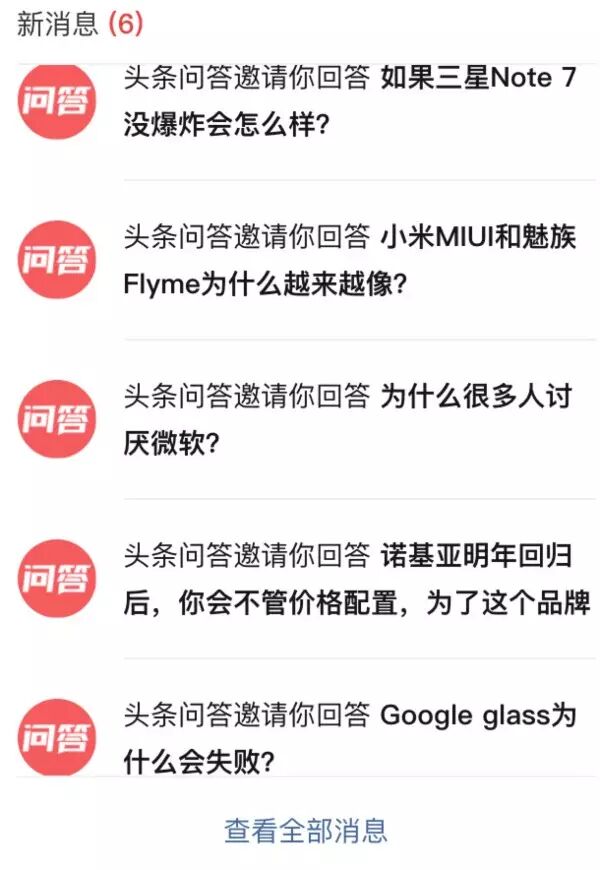 新消息 (6)
问答
头条问答邀请你回答 如果三星Note 7
没爆炸会怎么样？
问答
头条问答邀请你回答 小米MIUI和魅族
Flyme为什么越来越像？
问答
头条问答邀请你回答 为什么很多人讨
厌微软？
问答
头条问答邀请你回答 诺基亚明年回归
后，你会不管价格配置，为了这个品牌
问答
头条问答邀请你回答 Google glass为
什么会失败？
查看全部消息